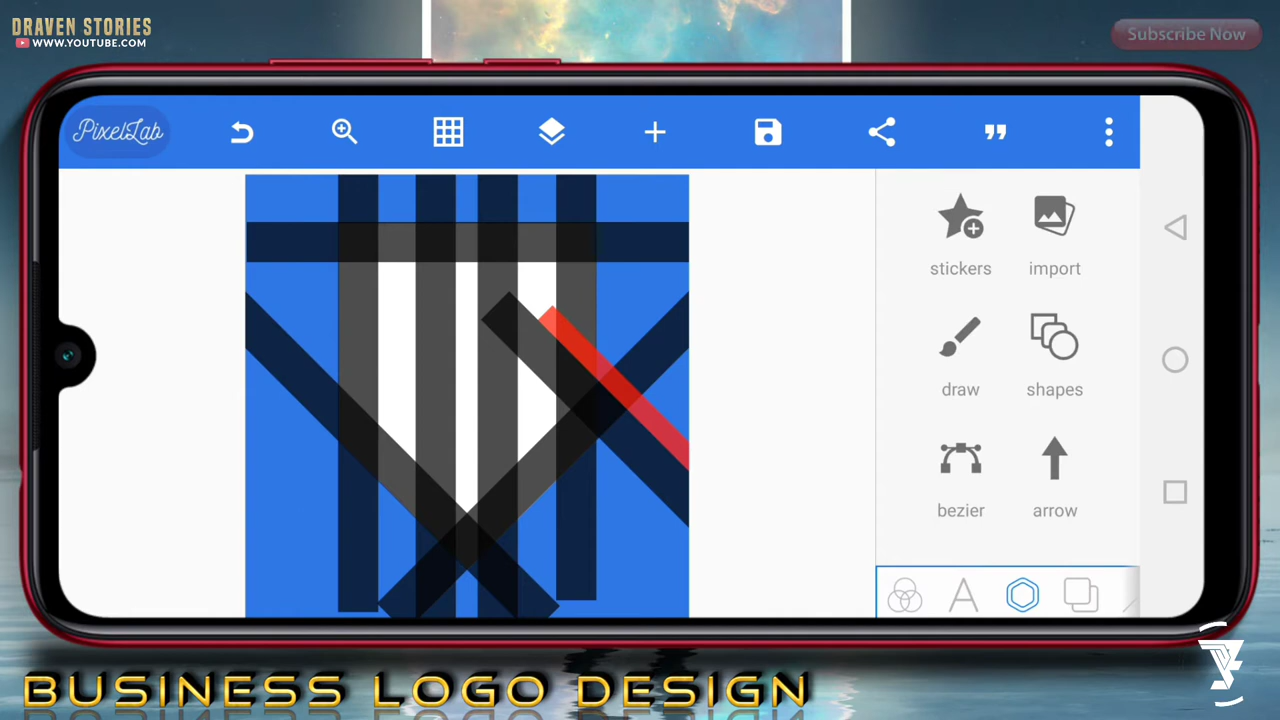 DRAVEN STORIES
WWW.YOUTUBE.COM
Subscribe Now
PixelLab
stickers
import
draw
shapes
bezier
arrow
BUSINESS LOGO DESIGN